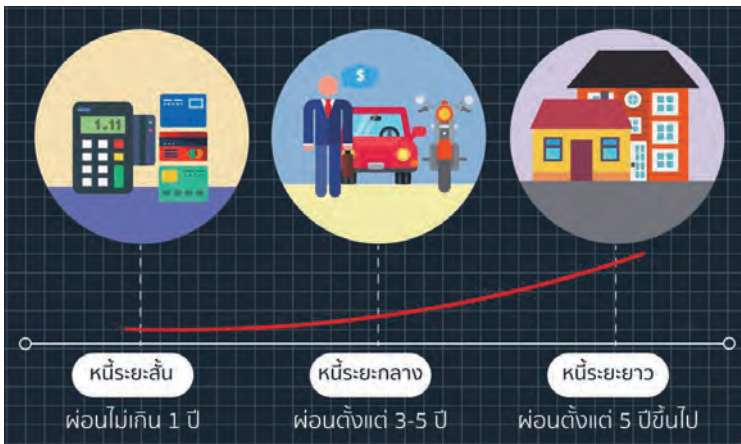 1.11
$
หนี้ระยะสั้น
ผ่อนไม่เกิน 1 ปี
หนี้ระยะกลาง
ผ่อนตั้งแต่ 3-5 ปี
หนี้ระยะยาว
ผ่อนตั้งแต่ 5 ปีขึ้นไป